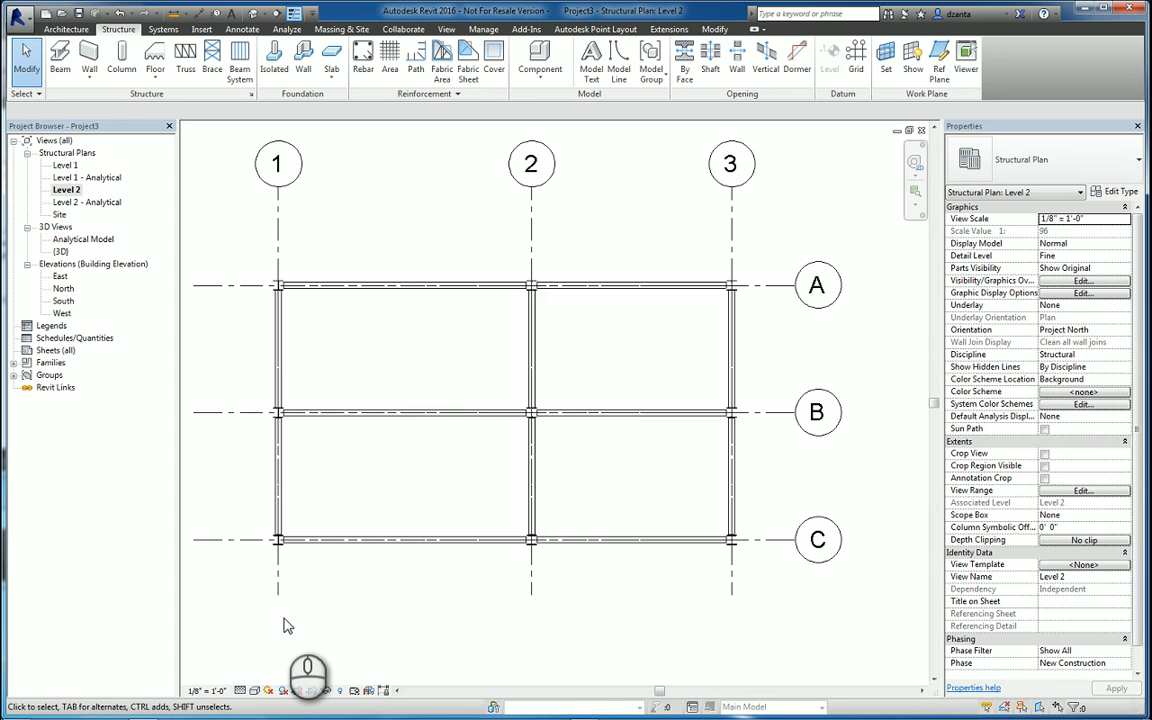 Autodesk Revit 2016 - Not For Resale Version - Project3 - Structural Plan: Level 2
Type a keyword or phrase
dzanta
Architecture Structure Systems Insert Annotate Analyze Massing & Site Collaborate View Manage Add-Ins Autodesk Point Layout Extensions Modify
Modify Beam Wall Column Floor Truss Brace Beam System Isolated Wall Slab Rebar Area Path Fabric Area Fabric Sheet Cover Component Model Text Model Line Model Group By Face Shaft Wall Vertical Dormer Level Grid Set Show Ref Plane Viewer
Select Structure Foundation Reinforcement Model Opening Datum Work Plane
Project Browser - Project3
Views (all)
Structural Plans
Level 1
Level 1 - Analytical
Level 2
Level 2 - Analytical
Site
3D Views
Analytical Model
{3D}
Elevations (Building Elevation)
East
North
South
West
Legends
Schedules/Quantities
Sheets (all)
Families
Groups
Revit Links
1 2 3
A
B
C
Properties
Structural Plan
Structural Plan: Level 2 Edit Type
Graphics
View Scale 1/8" = 1'-0"
Scale Value 1: 96
Display Model Normal
Detail Level Fine
Parts Visibility Show Original
Visibility/Graphics Ov... Edit...
Graphic Display Options Edit...
Underlay None
Underlay Orientation Plan
Orientation Project North
Wall Join Display Clean all wall joins
Discipline Structural
Show Hidden Lines By Discipline
Color Scheme Location Background
Color Scheme <none>
System Color Schemes Edit...
Default Analysis Displ... None
Sun Path
Extents
Crop View
Crop Region Visible
Annotation Crop
View Range Edit...
Associated Level Level 2
Scope Box None
Column Symbolic Off... 0' 0"
Depth Clipping No clip
Identity Data
View Template <None>
View Name Level 2
Dependency Independent
Title on Sheet
Referencing Sheet
Referencing Detail
Phasing
Phase Filter Show All
Phase New Construction
Properties help Apply
1/8" = 1'-0"
Click to select, TAB for alternates, CTRL adds, SHIFT unselects.
:0 Main Model :0